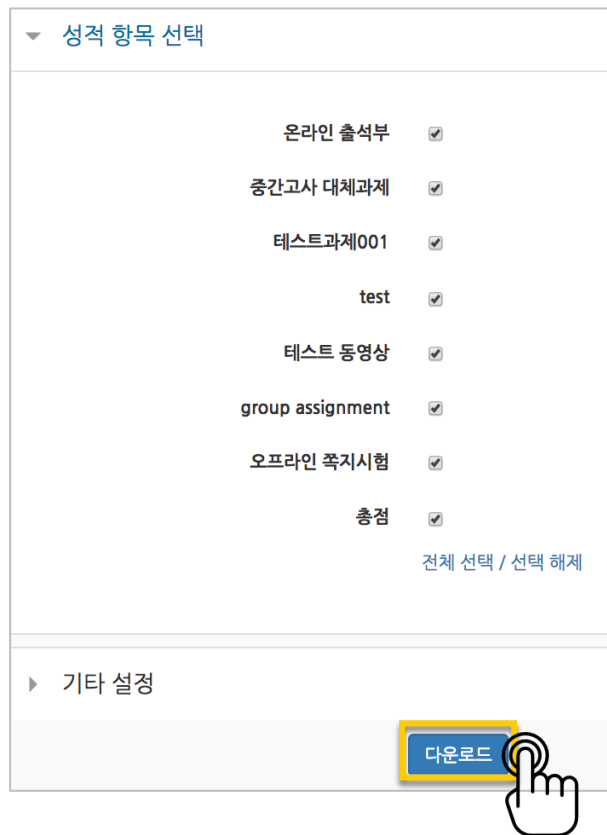 성적 항목 선택
온라인 출석부
중간고사 대체과제
테스트과제001
test
테스트 동영상
group assignment
오프라인 쪽지시험
총점
전체 선택 / 선택 해제
기타 설정
다운로드